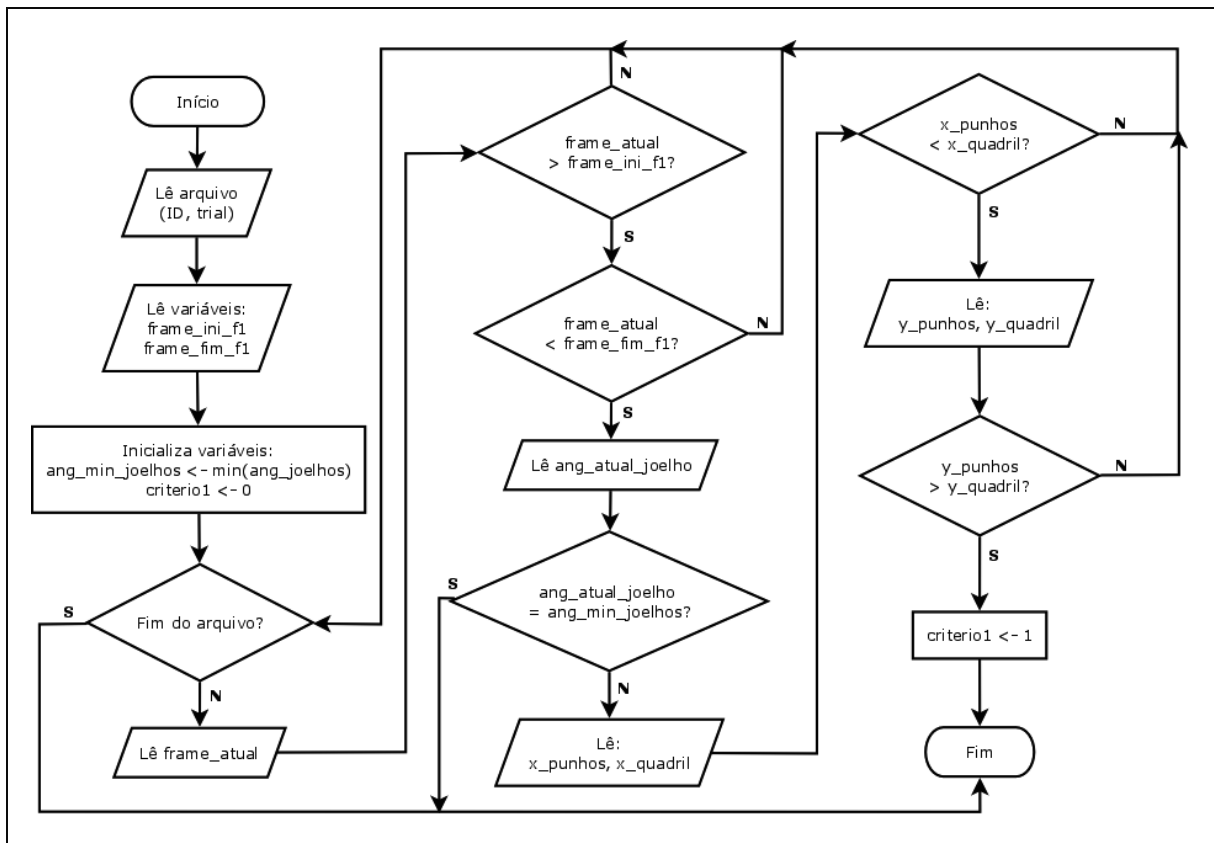 Início
Lê arquivo
(ID, trial)
Lê variáveis:
frame_ini_f1
frame_fim_f1
Inicializa variáveis:
ang_min_joelhos <- min(ang_joelhos)
criterio1 <- 0
Fim do arquivo?
S
N
Lê frame_atual
frame_atual
> frame_ini_f1?
N
S
frame_atual
< frame_fim_f1?
N
S
Lê ang_atual_joelho
ang_atual_joelho
= ang_min_joelhos?
S
N
Lê:
x_punhos, x_quadril
x_punhos
< x_quadril?
N
S
Lê:
y_punhos, y_quadril
y_punhos
> y_quadril?
N
S
criterio1 <- 1
Fim